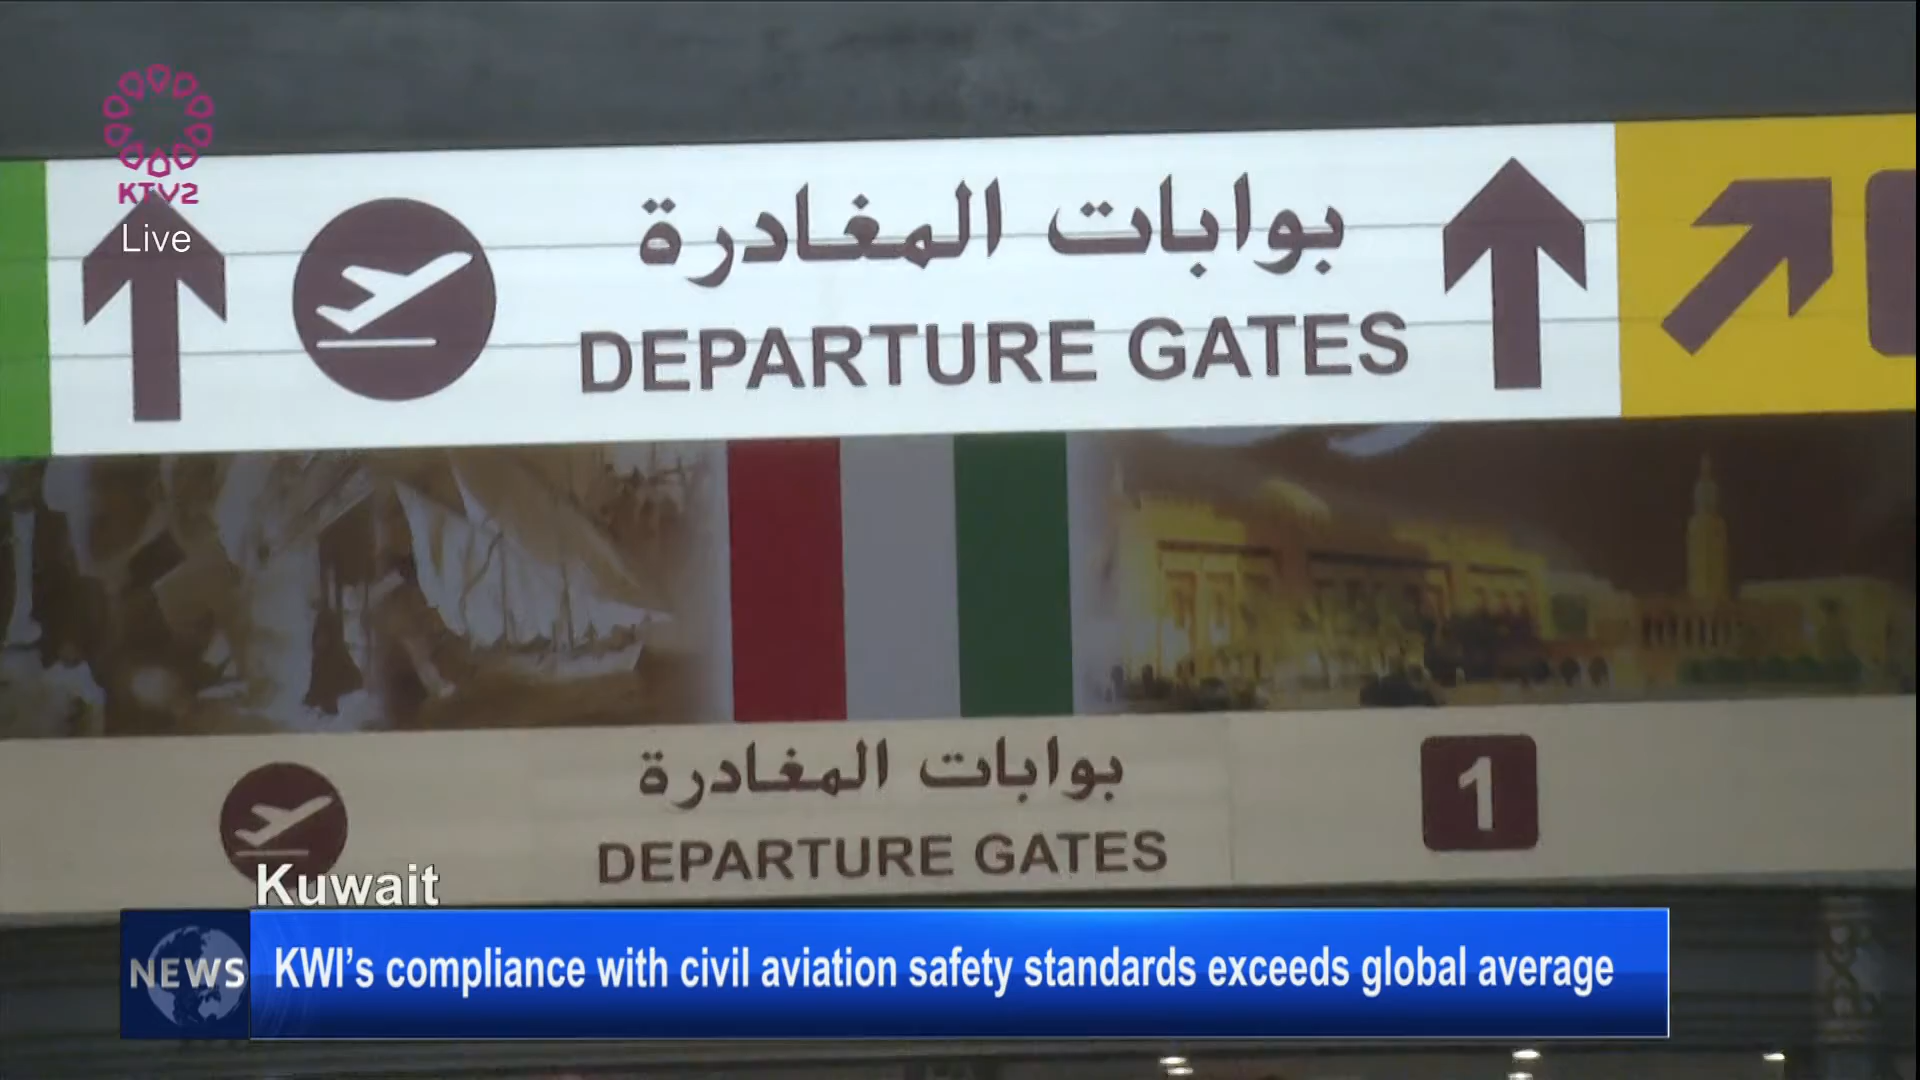 KTV2
Live
بوابات المغادرة
DEPARTURE GATES
بوابات المغادرة
DEPARTURE GATES
1
Kuwait
NEWS
KWI's compliance with civil aviation safety standards exceeds global average